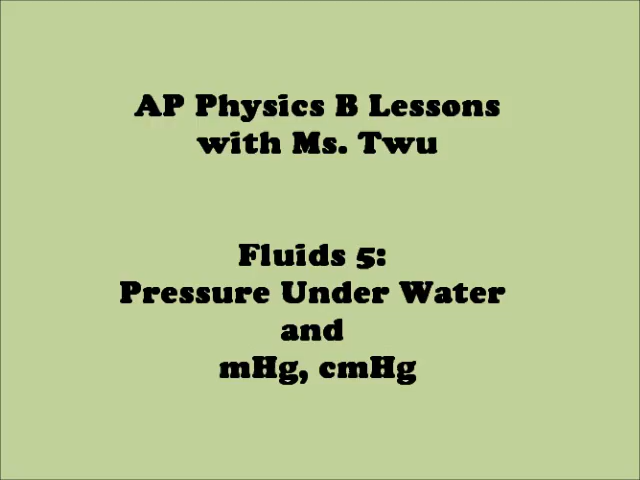 AP Physics B Lessons
with Ms. Twu
Fluids 5:
Pressure Under Water
and
mHg, cmHg